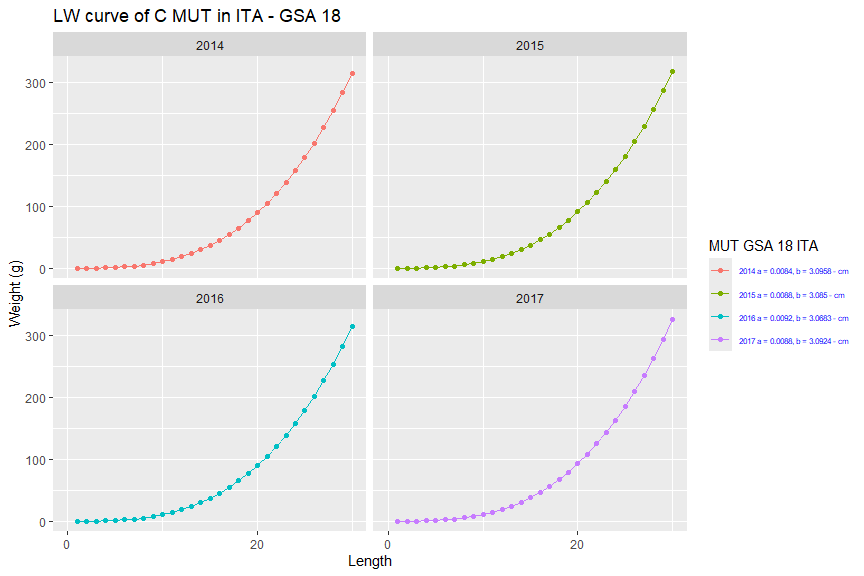 LW curve of C MUT in ITA - GSA 18
2014
2015
300
200
100
0
2016
2017
300
200
100
0
0
20
0
20
Length
Weight (g)
MUT GSA 18 ITA
2014 a = 0.0084, b = 3.0958 - cm
2015 a = 0.0088, b = 3.085 - cm
2016 a = 0.0092, b = 3.0683 - cm
2017 a = 0.0088, b = 3.0924 - cm